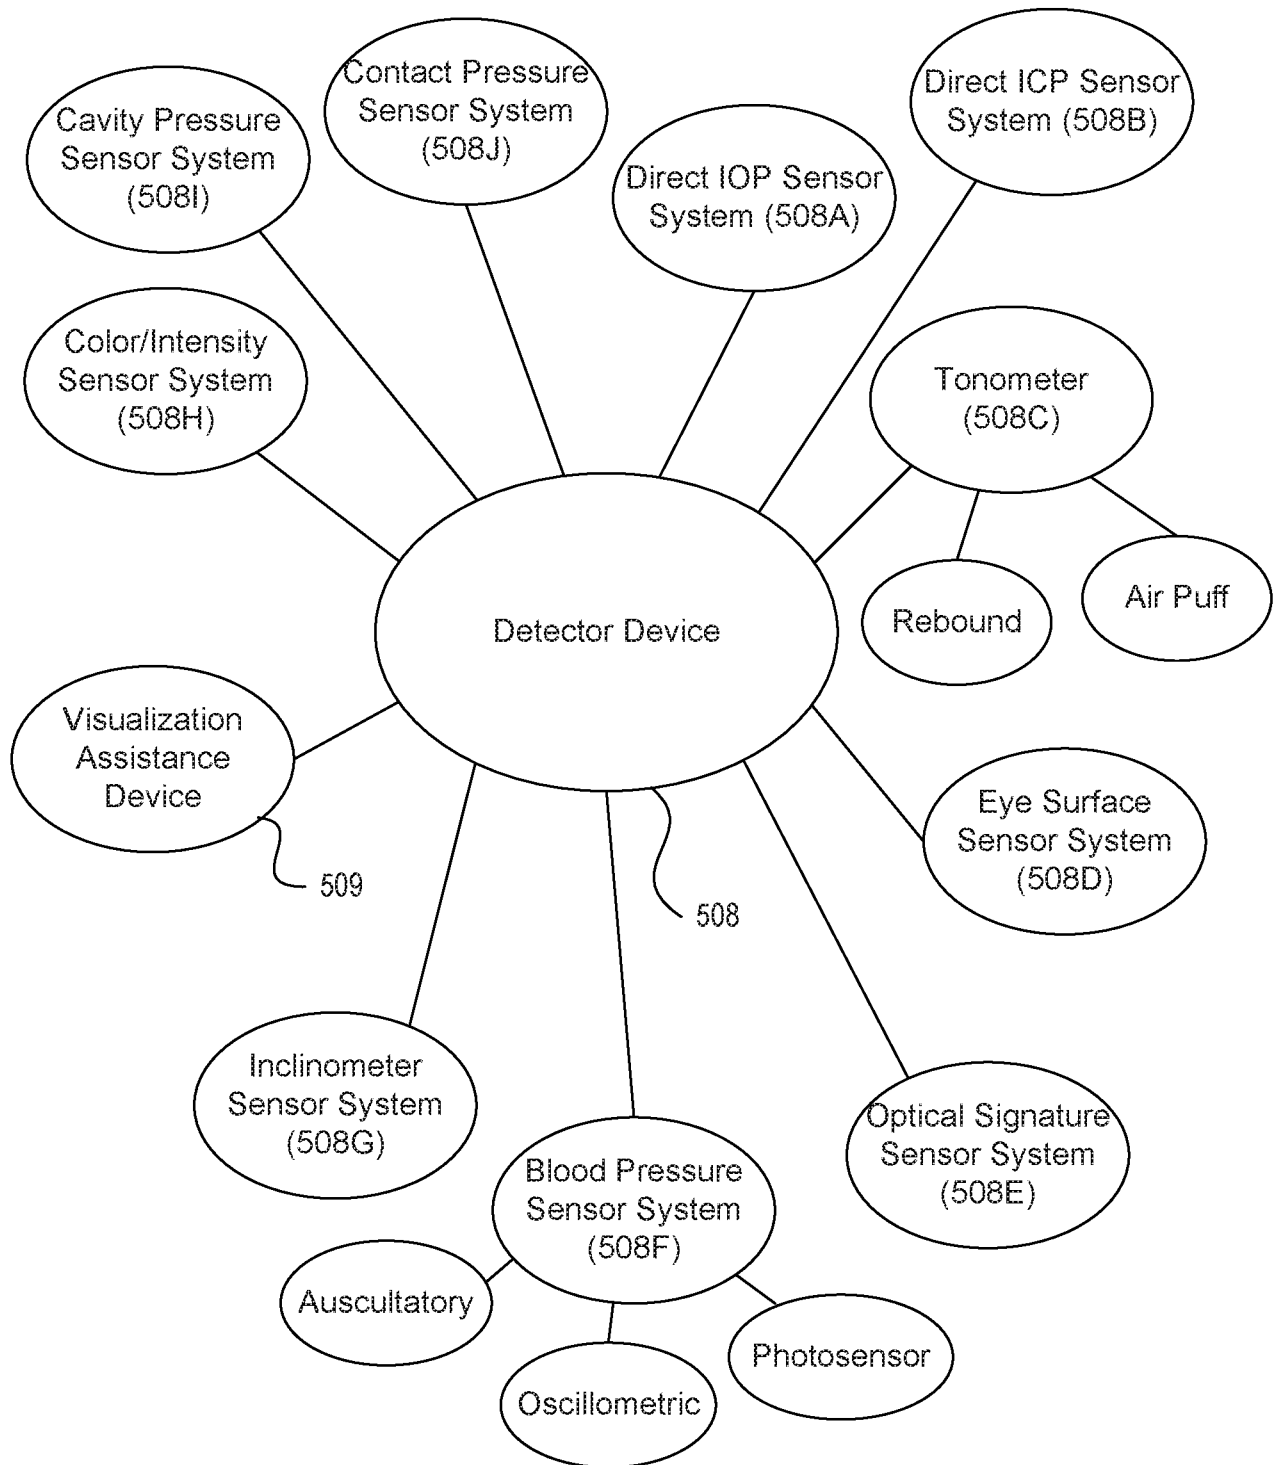 Contact Pressure
Sensor System
(508J)
Direct ICP Sensor
System (508B)
Cavity Pressure
Sensor System
(508I)
Direct IOP Sensor
System (508A)
Color/Intensity
Sensor System
(508H)
Tonometer
(508C)
Rebound
Air Puff
Detector Device
Visualization
Assistance
Device
509
508
Eye Surface
Sensor System
(508D)
Inclinometer
Sensor System
(508G)
Optical Signature
Sensor System
(508E)
Blood Pressure
Sensor System
(508F)
Auscultatory
Oscillometric
Photosensor